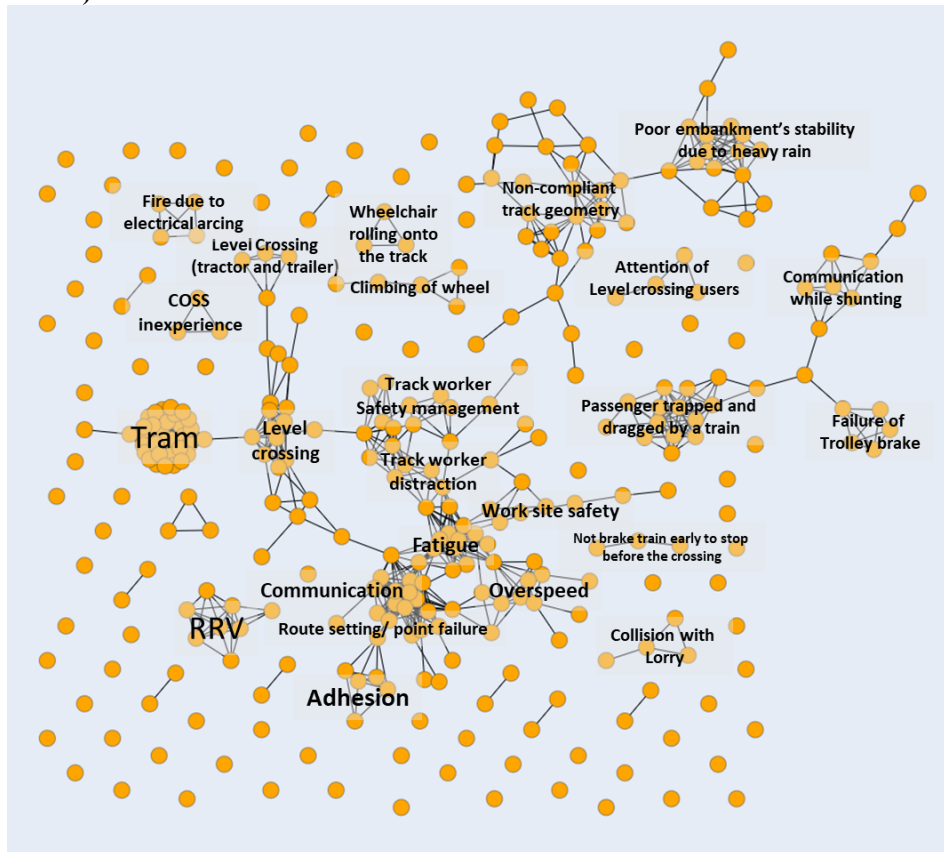 )
Poor embankment's stability
due to heavy rain
Non-compliant
track geometry
Fire due to
electrical arcing
Wheelchair
rolling onto
the track
Level Crossing
(tractor and trailer)
Attention of
Level crossing users
Communication
while shunting
Climbing of wheel
COSS
inexperience
Track worker
Safety management
Passenger trapped and
dragged by a train
Failure of
Trolley brake
Tram
Level
crossing
Track worker
distraction
Work site safety
Fatigue
Not brake train early to stop
before the crossing
Communication
Overspeed
RRV
Route setting/ point failure
Collision with
Lorry
Adhesion